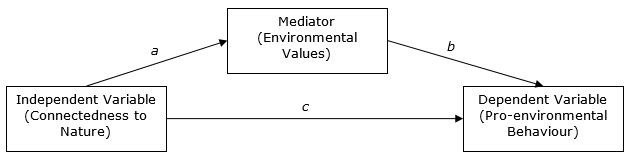 Mediator
(Environmental
Values)
a
b
Independent Variable
(Connectedness to
Nature)
c
Dependent Variable
(Pro-environmental
Behaviour)